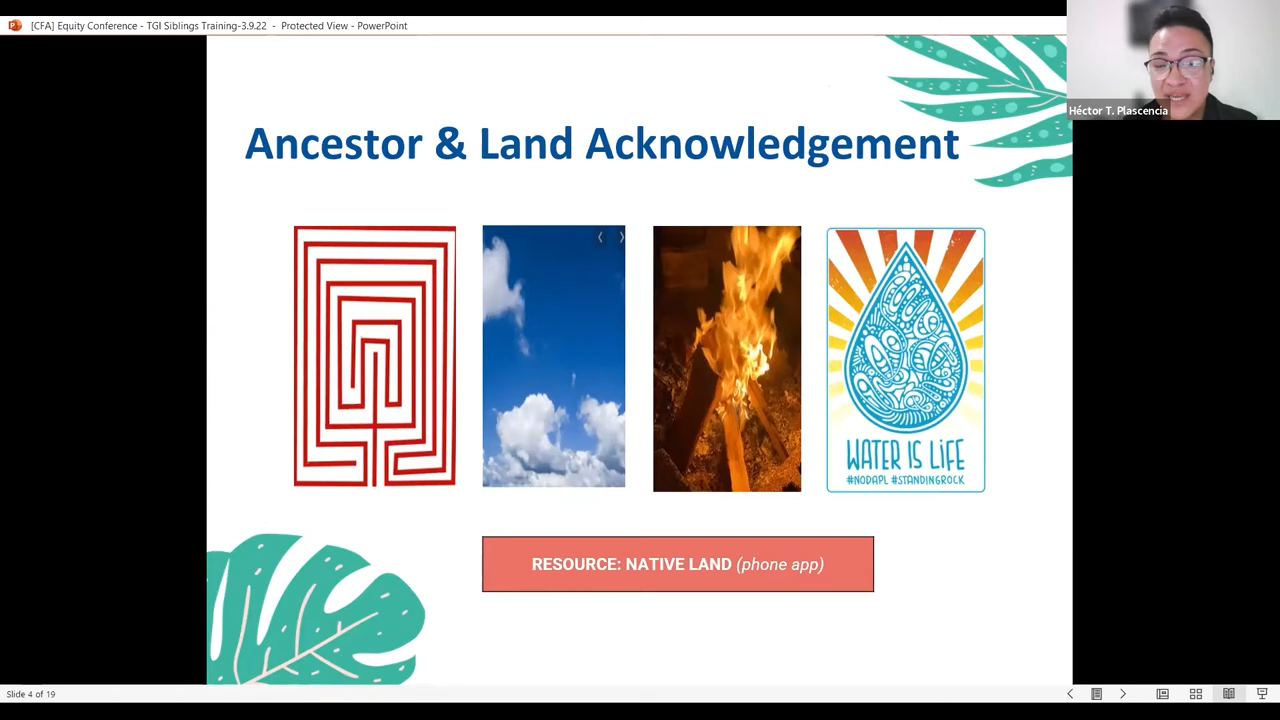 [CFA] Equity Conference - TGI Siblings Training-3.9.22 - Protected View - PowerPoint
Héctor T. Plascencia
Ancestor & Land Acknowledgement
WATER IS LiFE
#NODAPL #STANDINGROCK
RESOURCE: NATIVE LAND (phone app)
Slide 4 of 19